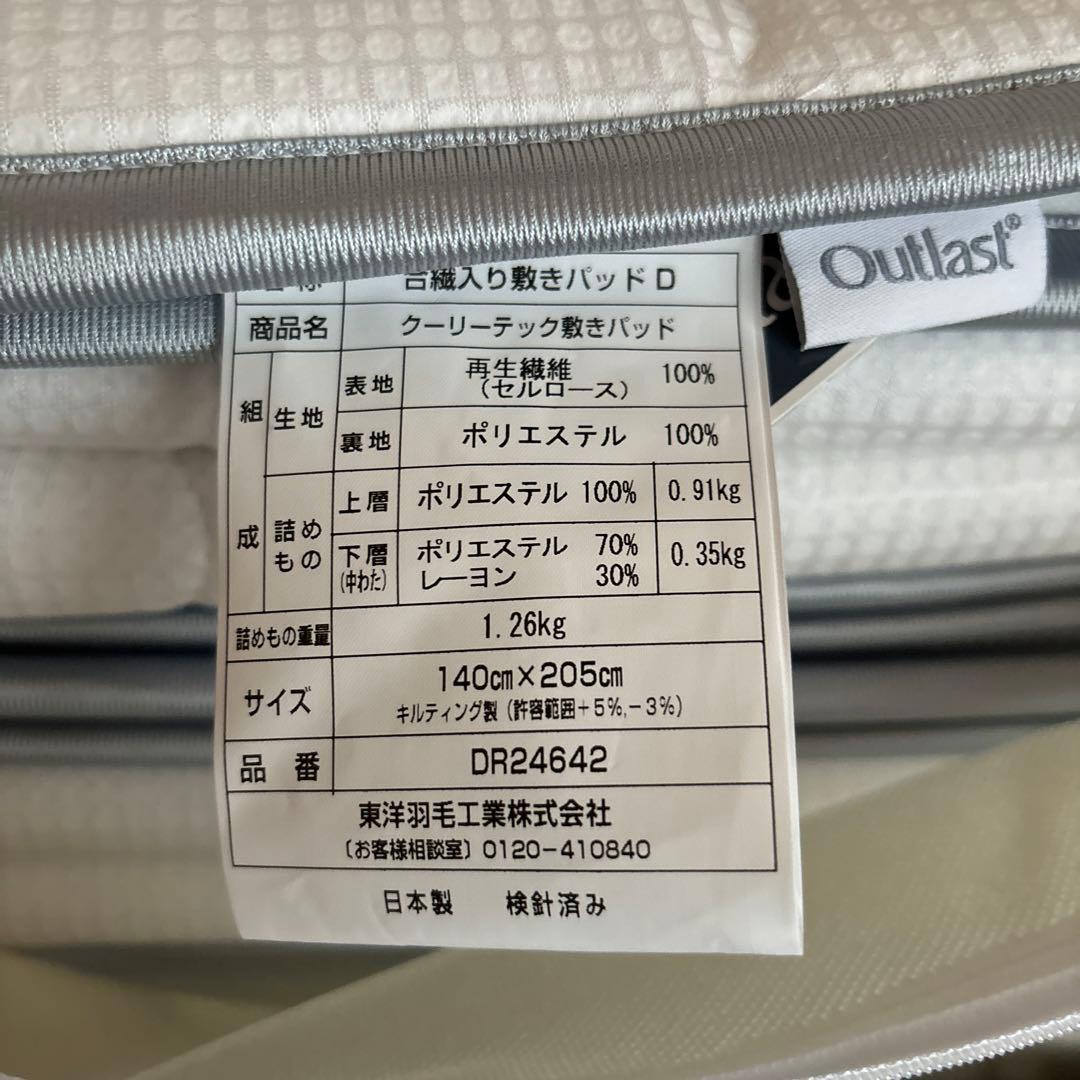 Outlast®
合繊入り敷きパッド D
商品名 クーリーテック敷きパッド
組成 生地 表地 再生繊維(セルロース) 100%
裏地 ポリエステル 100%
詰めもの 上層 ポリエステル 100% 0.91kg
下層(中わた) ポリエステル 70% レーヨン 30% 0.35kg
詰めもの重量 1.26kg
サイズ 140cm×205cm
キルティング製(許容範囲+5%,-3%)
品番 DR24642
東洋羽毛工業株式会社
〔お客様相談室〕0120-410840
日本製 検針済み